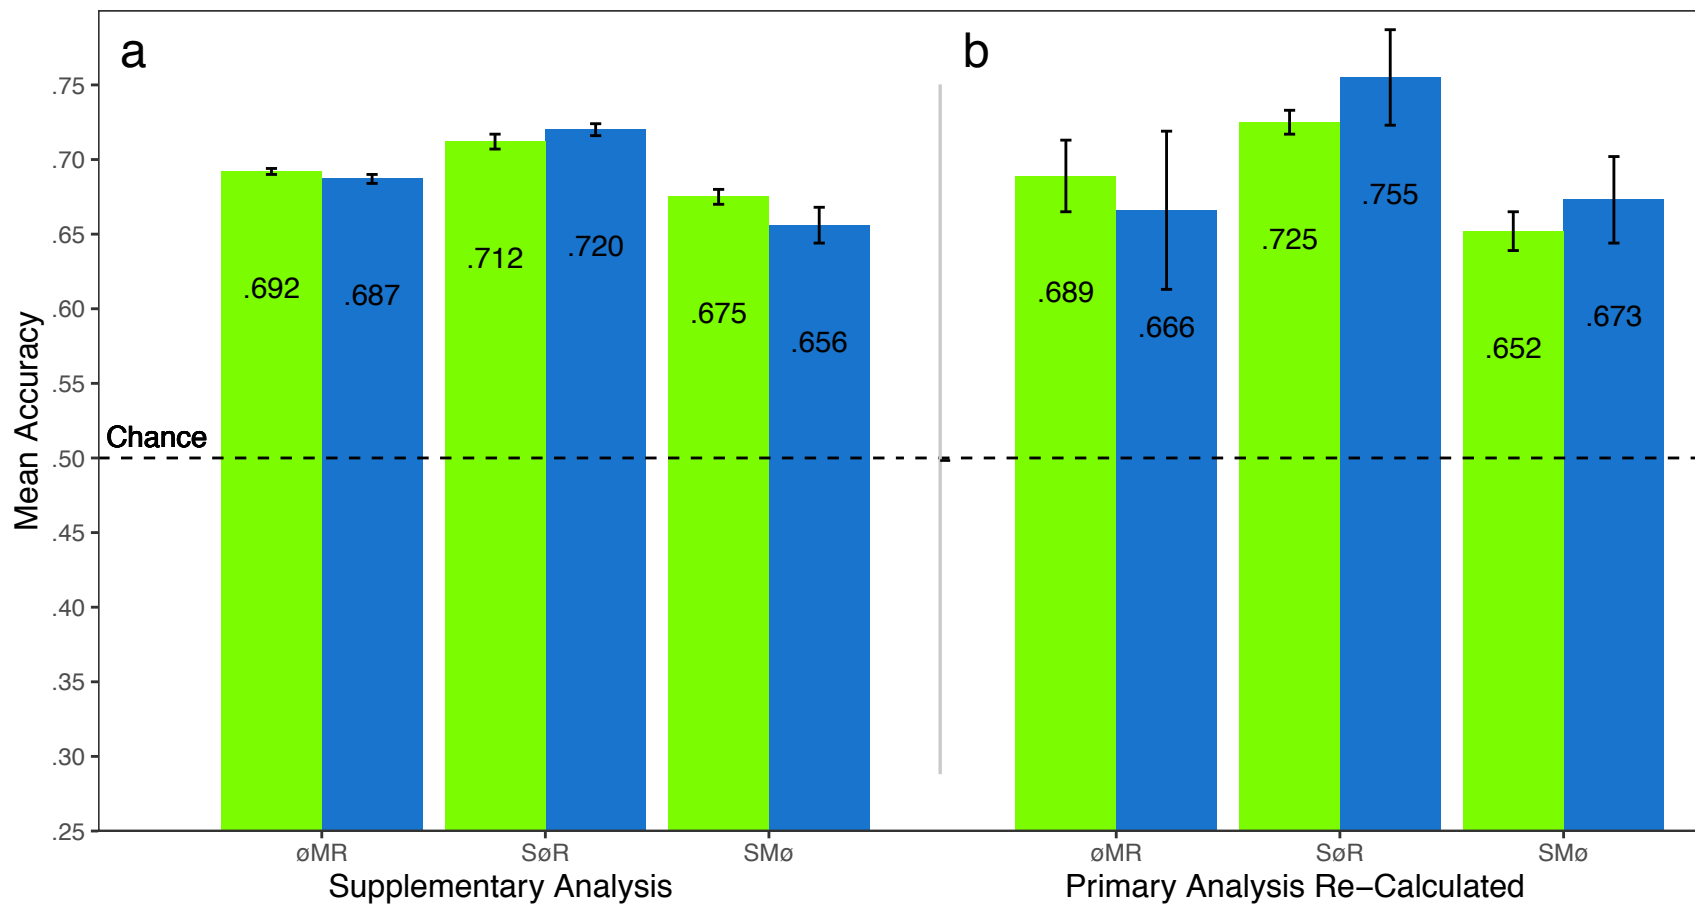 a
b
Mean Accuracy
.75
.70
.65
.60
.55
.50
.45
.40
.35
.30
.25
Chance
.692
.687
.712
.720
.675
.656
.689
.666
.725
.755
.652
.673
øMR
SøR
SMø
øMR
SøR
SMø
Supplementary Analysis
Primary Analysis Re−Calculated